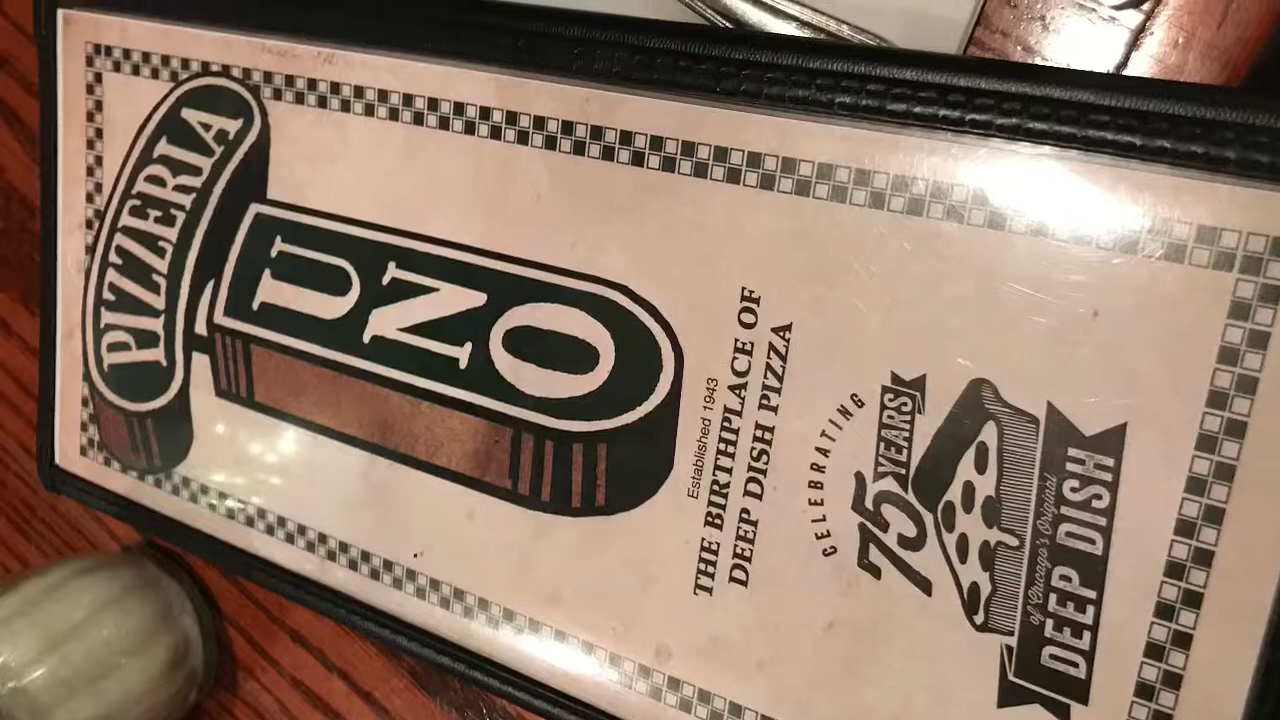 PIZZERIA
UNO
Established 1943
THE BIRTHPLACE OF
DEEP DISH PIZZA
CELEBRATING
75 YEARS
of Chicago's Original
DEEP DISH